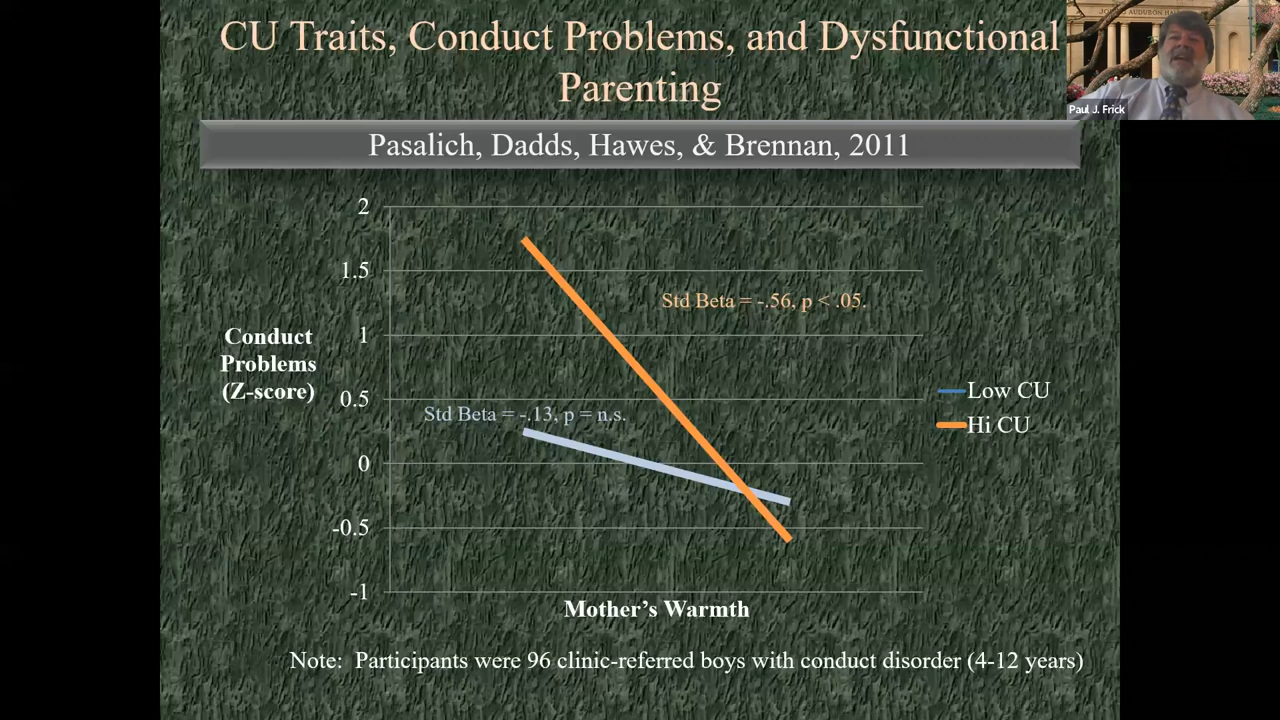 CU Traits, Conduct Problems, and Dysfunctional
Parenting
Paul J. Frick
Pasalich, Dadds, Hawes, & Brennan, 2011
2
1.5
1
0.5
0
-0.5
-1
Conduct
Problems
(Z-score)
Std Beta = -.56, p < .05.
Std Beta = -.13, p = n.s.
Low CU
Hi CU
Mother's Warmth
Note: Participants were 96 clinic-referred boys with conduct disorder (4-12 years)